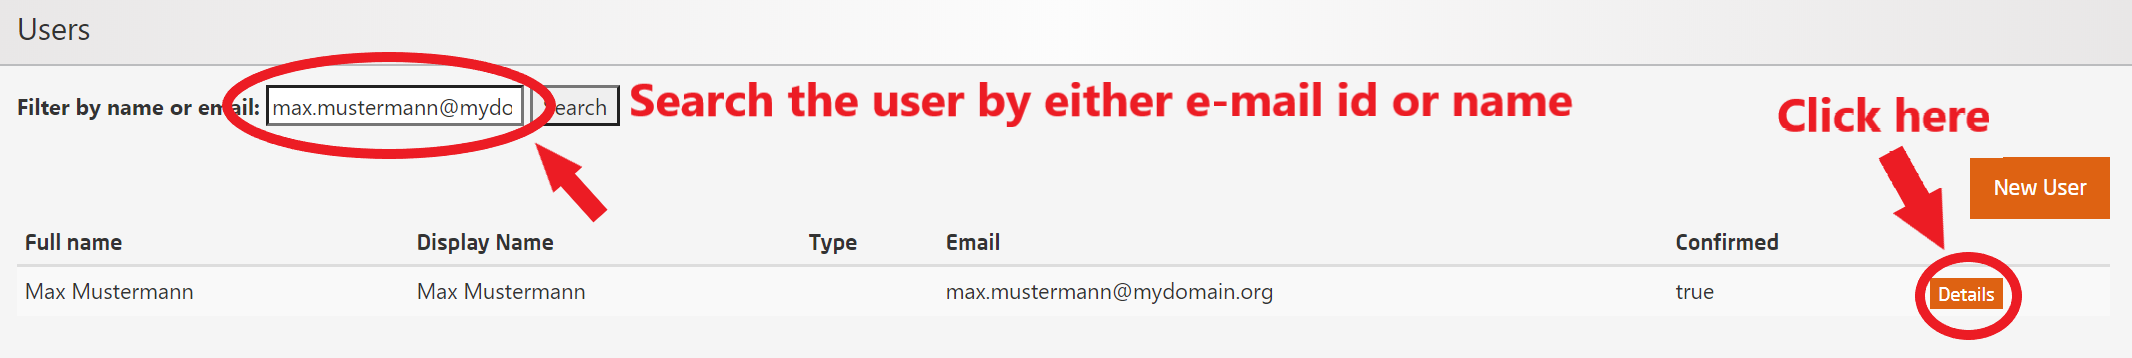 Users
Filter by name or email: max.mustermann@mydo Search
Search the user by either e-mail id or name
Click here
New User
Full name Display Name Type Email Confirmed
Max Mustermann Max Mustermann max.mustermann@mydomain.org true Details